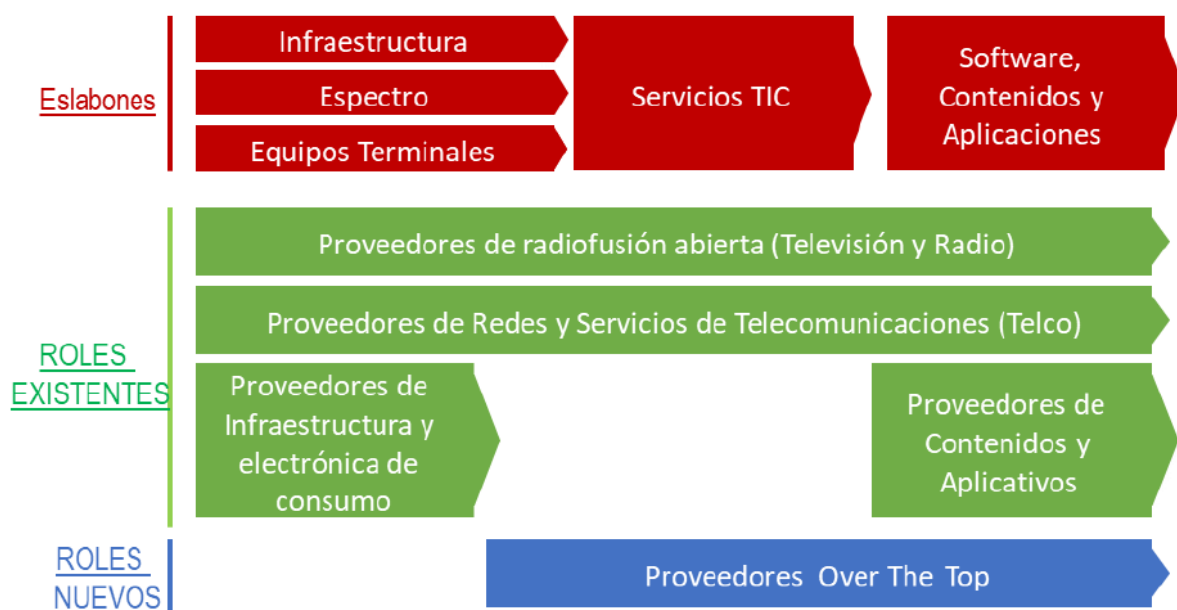 Eslabones
Infraestructura
Espectro
Equipos Terminales
Servicios TIC
Software,
Contenidos y
Aplicaciones
ROLES
EXISTENTES
Proveedores de radiofusión abierta (Televisión y Radio)
Proveedores de Redes y Servicios de Telecomunicaciones (Telco)
Proveedores de
Infraestructura y
electrónica de
consumo
Proveedores de
Contenidos y
Aplicativos
ROLES
NUEVOS
Proveedores Over The Top